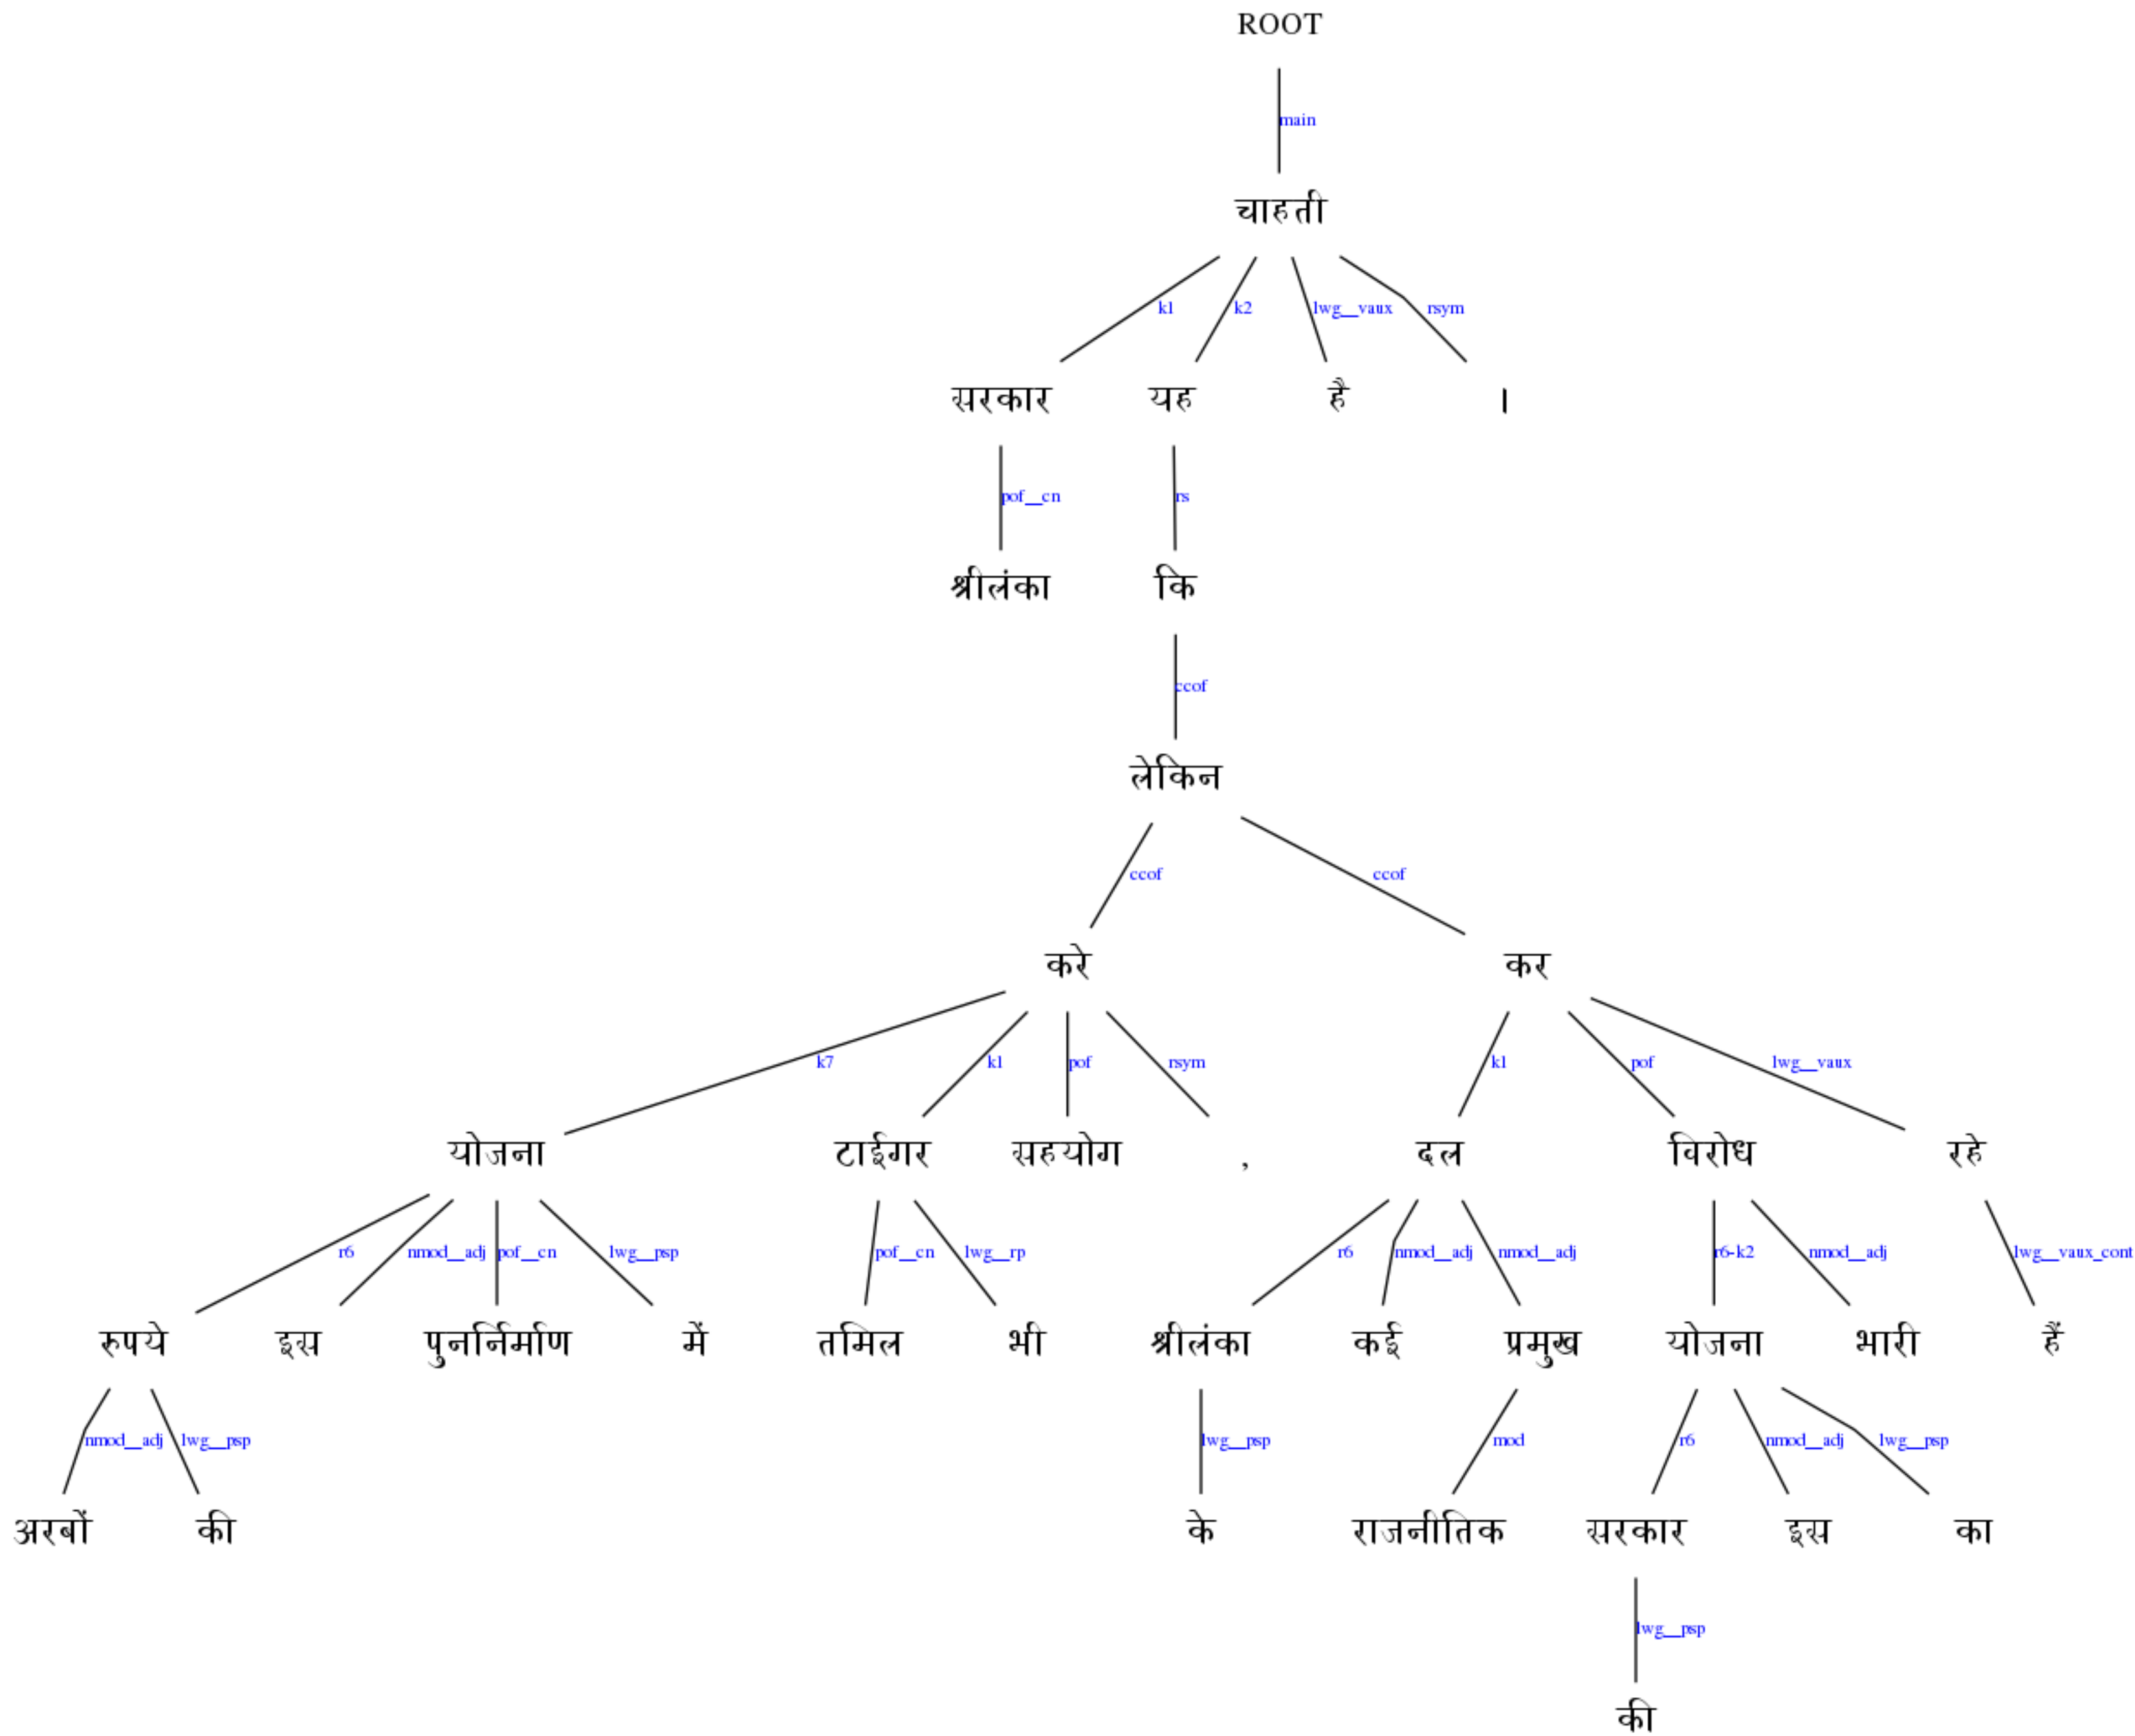 ROOT
main
चाहती
k1 k2 lwg__vaux rsym
सरकार यह है ।
pof__cn rs
श्रीलंका कि
ccof
लेकिन
ccof ccof
करे कर
k7 k1 pof rsym k1 pof lwg__vaux
योजना टाईगर सहयोग , दल विरोध रहे
r6 nmod__adj pof__cn lwg__psp pof__cn lwg__rp r6 nmod__adj nmod__adj r6-k2 nmod__adj lwg__vaux_cont
रुपये इस पुनर्निर्माण में तमिल भी श्रीलंका कई प्रमुख योजना भारी हैं
nmod__adj lwg__psp lwg__psp mod r6 nmod__adj lwg__psp
अरबों की के राजनीतिक सरकार इस का
lwg__psp
की